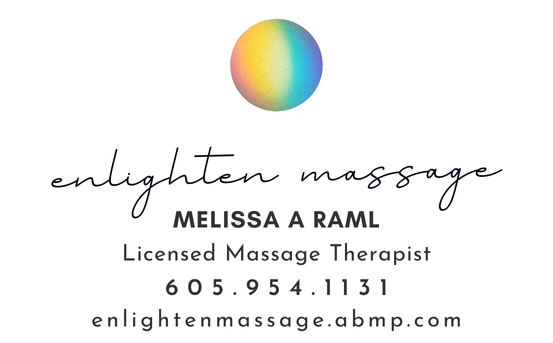 enlighten massage
MELISSA A RAML
Licensed Massage Therapist
605.954.1131
enlightenmassage.abmp.com